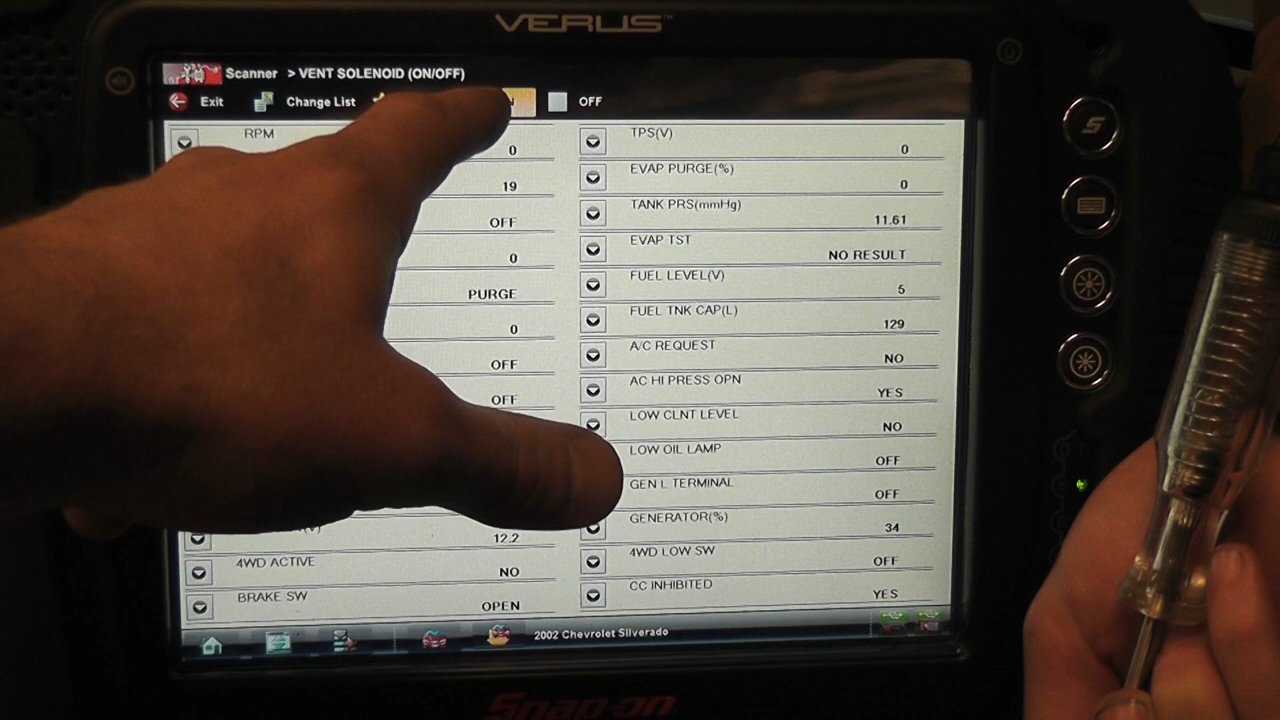 VERUS™
Scanner > VENT SOLENOID (ON/OFF)
Exit Change List N OFF
RPM 0
19
OFF
0
PURGE
0
OFF
OFF
12.2
4WD ACTIVE NO
BRAKE SW OPEN
TPS(V) 0
EVAP PURGE(%) 0
TANK PRS(mmHg) 11.61
EVAP TST NO RESULT
FUEL LEVEL(V) 5
FUEL TNK CAP(L) 129
A/C REQUEST NO
AC HI PRESS OPN YES
LOW CLNT LEVEL NO
LOW OIL LAMP OFF
GEN L TERMINAL OFF
GENERATOR(%) 34
4WD LOW SW OFF
CC INHIBITED YES
2002 Chevrolet Silverado
Snap-on